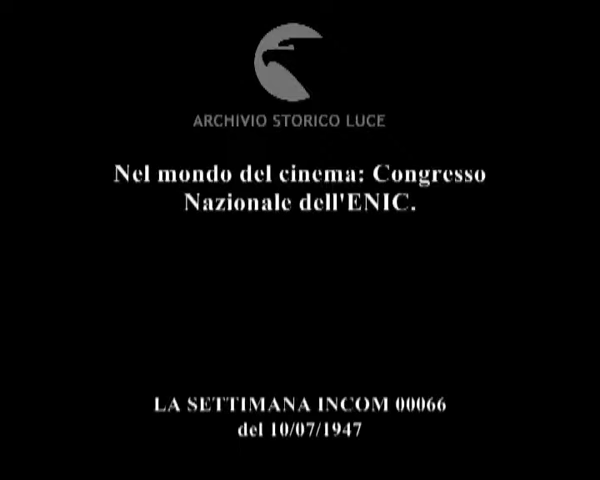 ARCHIVIO STORICO LUCE
Nel mondo del cinema: Congresso
Nazionale dell'ENIC.
LA SETTIMANA INCOM 00066
del 10/07/1947